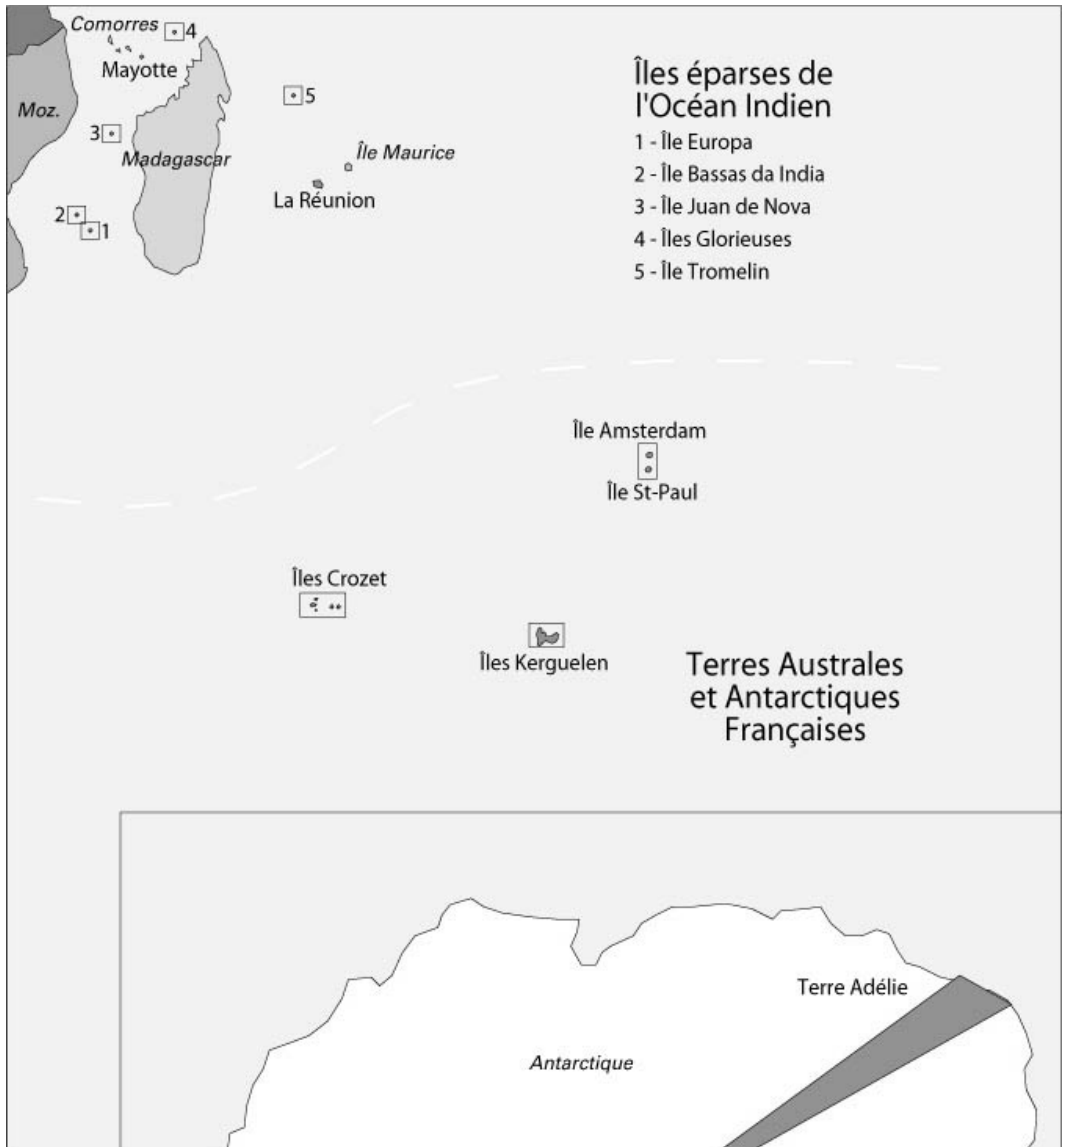 Comorres
4
Mayotte
Moz.
5
3
Madagascar
Île Maurice
La Réunion
2
1
Îles éparses de
l'Océan Indien
1 - Île Europa
2 - Île Bassas da India
3 - Île Juan de Nova
4 - Îles Glorieuses
5 - Île Tromelin
Île Amsterdam
Île St-Paul
Îles Crozet
Îles Kerguelen
Terres Australes
et Antarctiques
Françaises
Terre Adélie
Antarctique